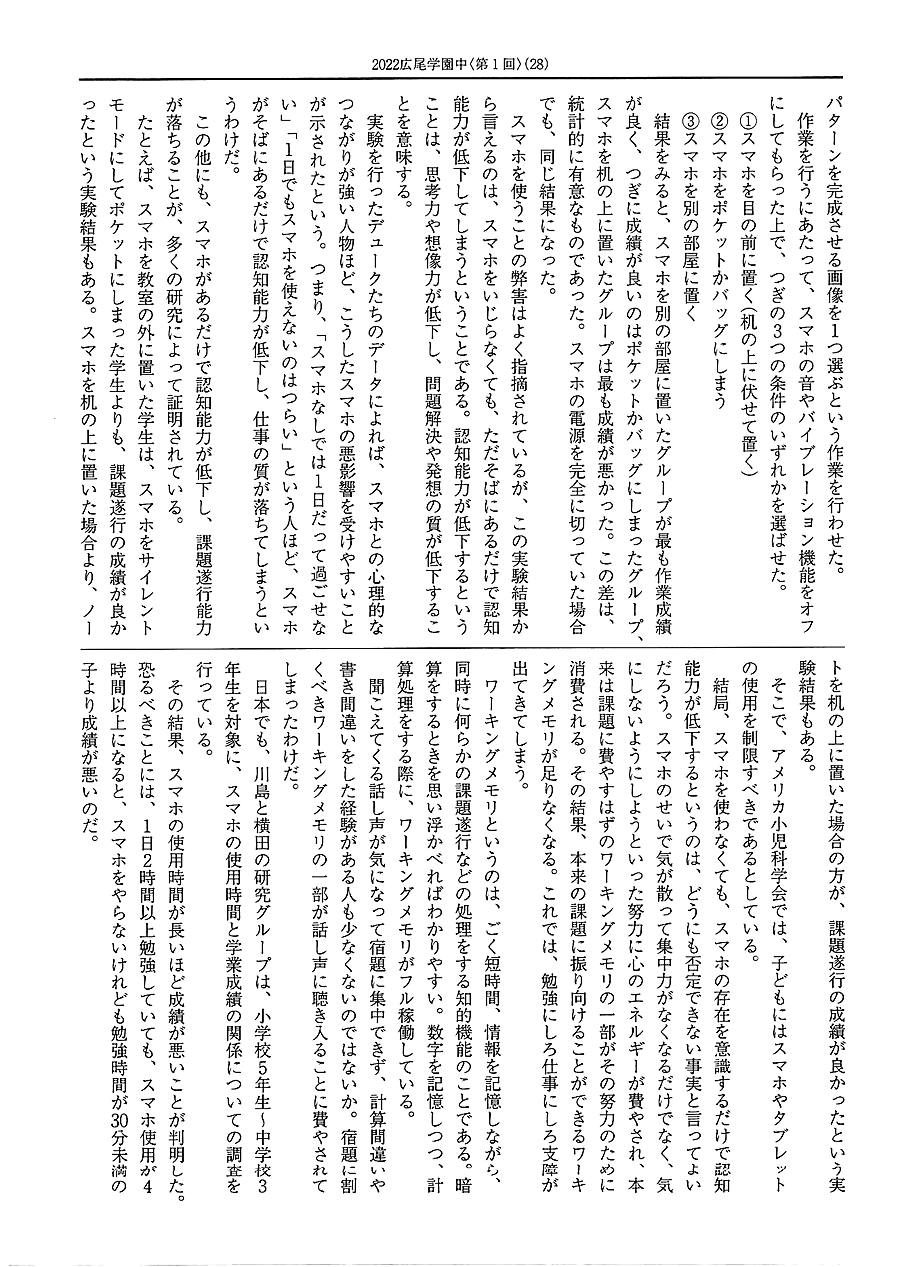 2022広尾学園中〈第1回〉(28)
パターンを完成させる画像を1つ選ぶという作業を行わせた。
作業を行うにあたって、スマホの音やバイブレーション機能をオフ
にしてもらった上で、つぎの3つの条件のいずれかを選ばせた。
①スマホを目の前に置く(机の上に伏せて置く)
②スマホをポケットかバッグにしまう
③スマホを別の部屋に置く
結果をみると、スマホを別の部屋に置いたグループが最も作業成績
が良く、つぎに成績が良いのはポケットかバッグにしまったグループ、
スマホを机の上に置いたグループは最も成績が悪かった。この差は、
統計的に有意なものであった。スマホの電源を完全に切っていた場合
でも、同じ結果になった。
スマホを使うことの弊害はよく指摘されているが、この実験結果か
ら言えるのは、スマホをいじらなくても、ただそばにあるだけで認知
能力が低下してしまうということである。認知能力が低下するという
ことは、思考力や想像力が低下し、問題解決や発想の質が低下するこ
とを意味する。
実験を行ったデュークたちのデータによれば、スマホとの心理的な
つながりが強い人物ほど、こうしたスマホの悪影響を受けやすいこと
が示されたという。つまり、「スマホなしでは1日だって過ごせな
い」「1日でもスマホを使えないのはつらい」という人ほど、スマホ
がそばにあるだけで認知能力が低下し、仕事の質が落ちてしまうとい
うわけだ。
この他にも、スマホがあるだけで認知能力が低下し、課題遂行能力
が落ちることが、多くの研究によって証明されている。
たとえば、スマホを教室の外に置いた学生は、スマホをサイレント
モードにしてポケットにしまった学生よりも、課題遂行の成績が良か
ったという実験結果もある。スマホを机の上に置いた場合より、ノー
トを机の上に置いた場合の方が、課題遂行の成績が良かったという実
験結果もある。
そこで、アメリカ小児科学会では、子どもにはスマホやタブレット
の使用を制限すべきであるとしている。
結局、スマホを使わなくても、スマホの存在を意識するだけで認知
能力が低下するというのは、どうにも否定できない事実と言ってよい
だろう。スマホのせいで気が散って集中力がなくなるだけでなく、気
にしないようにしようといった努力に心のエネルギーが費やされ、本
来は課題に費やすはずのワーキングメモリの一部がその努力のために
消費される。その結果、本来の課題に振り向けることができるワーキ
ングメモリが足りなくなる。これでは、勉強にしろ仕事にしろ支障が
出てきてしまう。
ワーキングメモリというのは、ごく短時間、情報を記憶しながら、
同時に何らかの課題遂行などの処理をする知的機能のことである。暗
算をするときを思い浮かべればわかりやすい。数字を記憶しつつ、計
算処理をする際に、ワーキングメモリがフル稼働している。
聞こえてくる話し声が気になって宿題に集中できず、計算間違いや
書き間違いをした経験がある人も少なくないのではないか。宿題に割
くべきワーキングメモリの一部が話し声に聴き入ることに費やされて
しまったわけだ。
日本でも、川島と横田の研究グループは、小学校5年生～中学校3
年生を対象に、スマホの使用時間と学業成績の関係についての調査を
行っている。
その結果、スマホの使用時間が長いほど成績が悪いことが判明した。
恐るべきことには、1日2時間以上勉強していても、スマホ使用が4
時間以上になると、スマホをやらないけれども勉強時間が30分未満の
子より成績が悪いのだ。